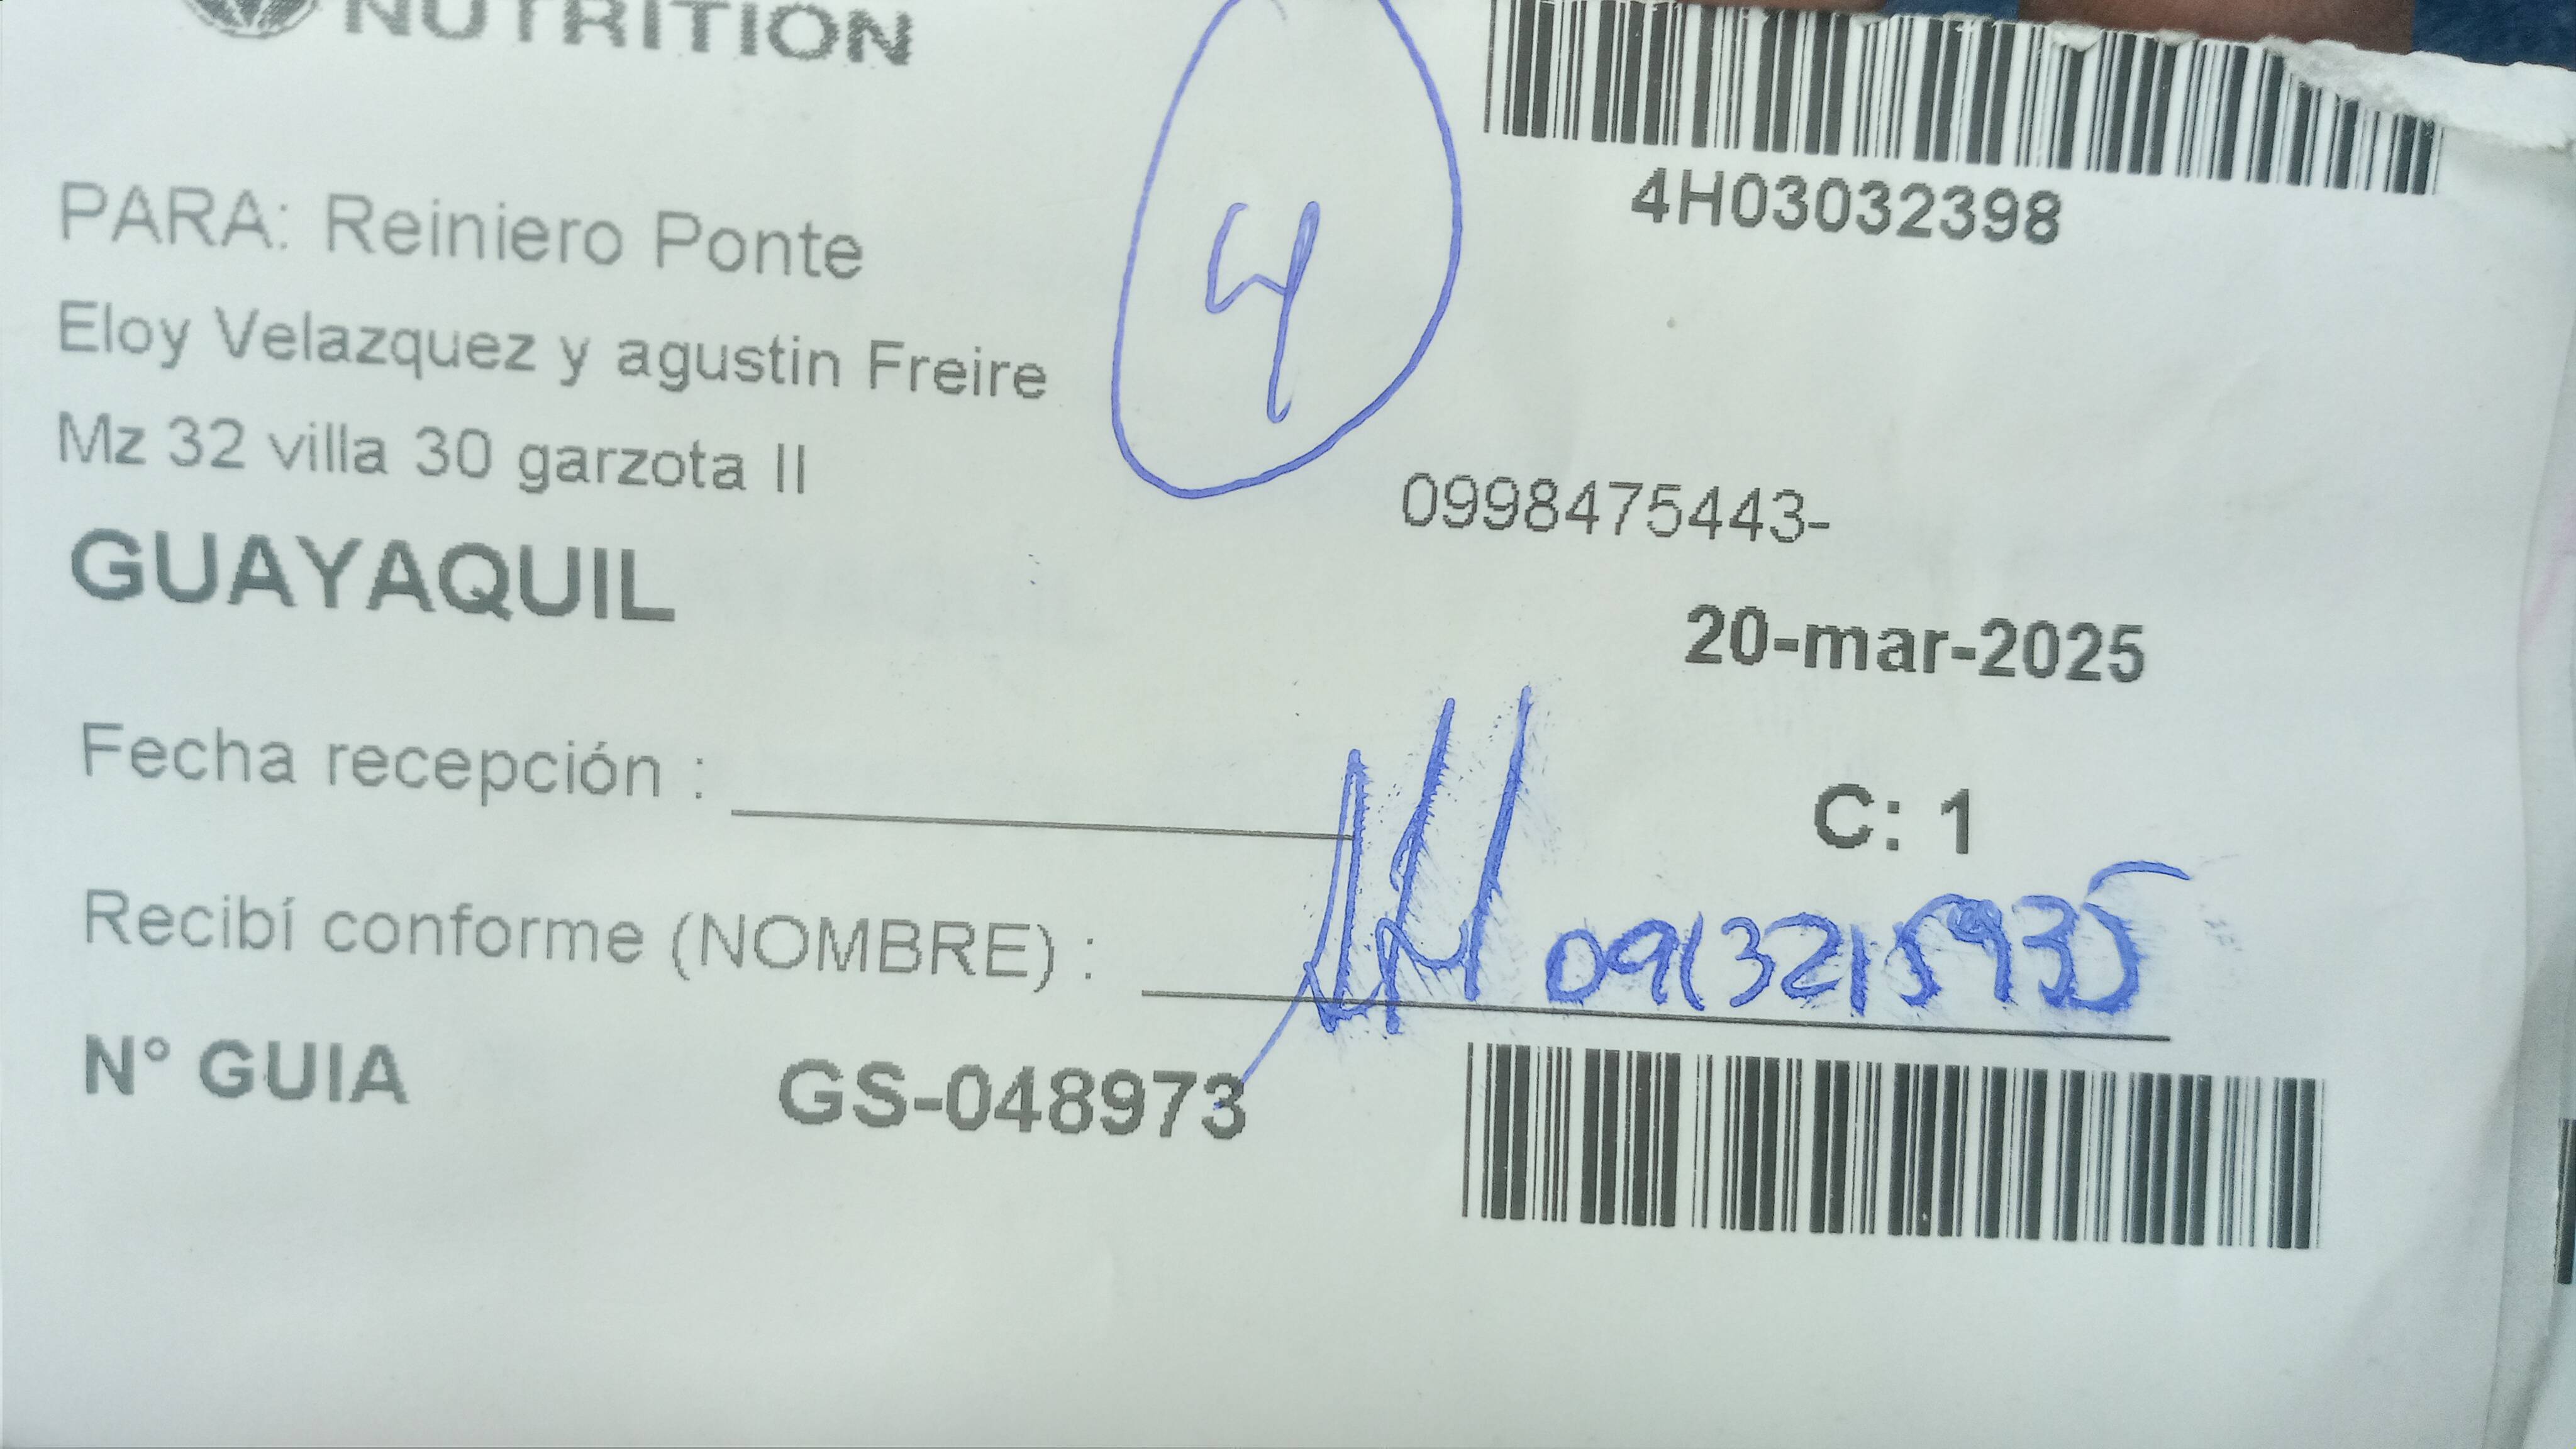 NUTRITION
4H03032398
4
PARA: Reiniero Ponte
Eloy Velazquez y agustin Freire
Mz 32 villa 30 garzota II
0998475443-
GUAYAQUIL
20-mar-2025
Fecha recepción :
C: 1
Recibí conforme (NOMBRE) : 0913215935
N° GUIA GS-048973